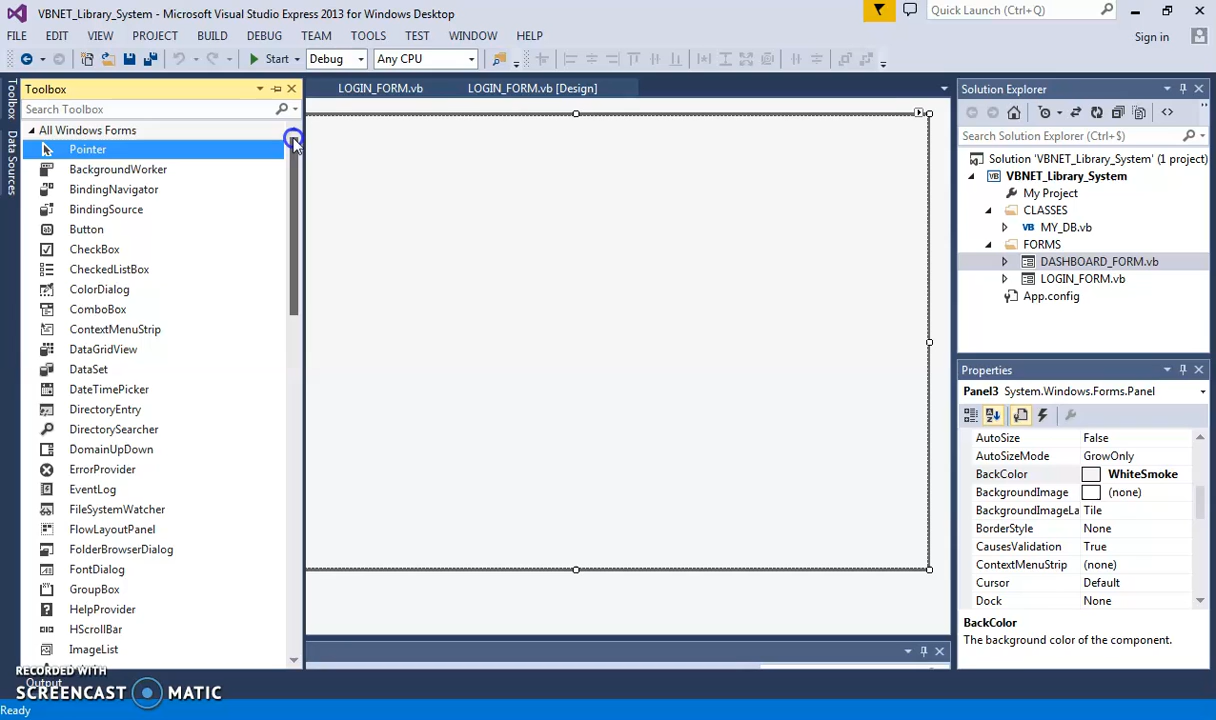 VBNET_Library_System - Microsoft Visual Studio Express 2013 for Windows Desktop
Quick Launch (Ctrl+Q)
FILE EDIT VIEW PROJECT BUILD DEBUG TEAM TOOLS TEST WINDOW HELP
Sign in
Start Debug Any CPU
Toolbox
Data Sources
Toolbox
Search Toolbox
All Windows Forms
Pointer
BackgroundWorker
BindingNavigator
BindingSource
Button
CheckBox
CheckedListBox
ColorDialog
ComboBox
ContextMenuStrip
DataGridView
DataSet
DateTimePicker
DirectoryEntry
DirectorySearcher
DomainUpDown
ErrorProvider
EventLog
FileSystemWatcher
FlowLayoutPanel
FolderBrowserDialog
FontDialog
GroupBox
HelpProvider
HScrollBar
ImageList
LOGIN_FORM.vb LOGIN_FORM.vb [Design]
Solution Explorer
Search Solution Explorer (Ctrl+$)
Solution 'VBNET_Library_System' (1 project)
VBNET_Library_System
My Project
CLASSES
VB MY_DB.vb
FORMS
DASHBOARD_FORM.vb
LOGIN_FORM.vb
App.config
Properties
Panel3 System.Windows.Forms.Panel
AutoSize False
AutoSizeMode GrowOnly
BackColor WhiteSmoke
BackgroundImage (none)
BackgroundImageLa Tile
BorderStyle None
CausesValidation True
ContextMenuStrip (none)
Cursor Default
Dock None
BackColor
The background color of the component.
RECORDED WITH
SCREENCAST MATIC
Output
Ready